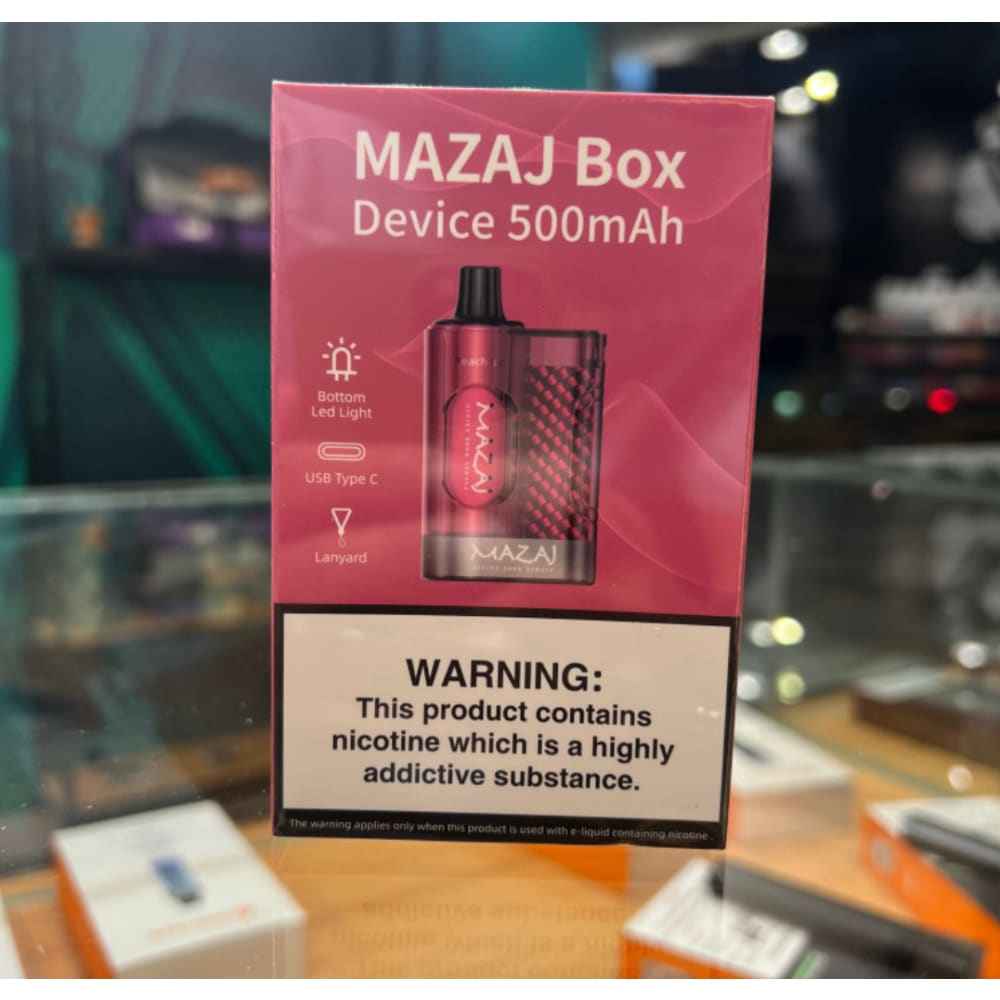 MAZAJ Box
Device 500mAh
Bottom
Led Light
USB Type C
Lanyard
MAZAJ
MAZAJ
WARNING:
This product contains
nicotine which is a highly
addictive substance.
The warning applies only when this product is used with e-liquid containing nicotine